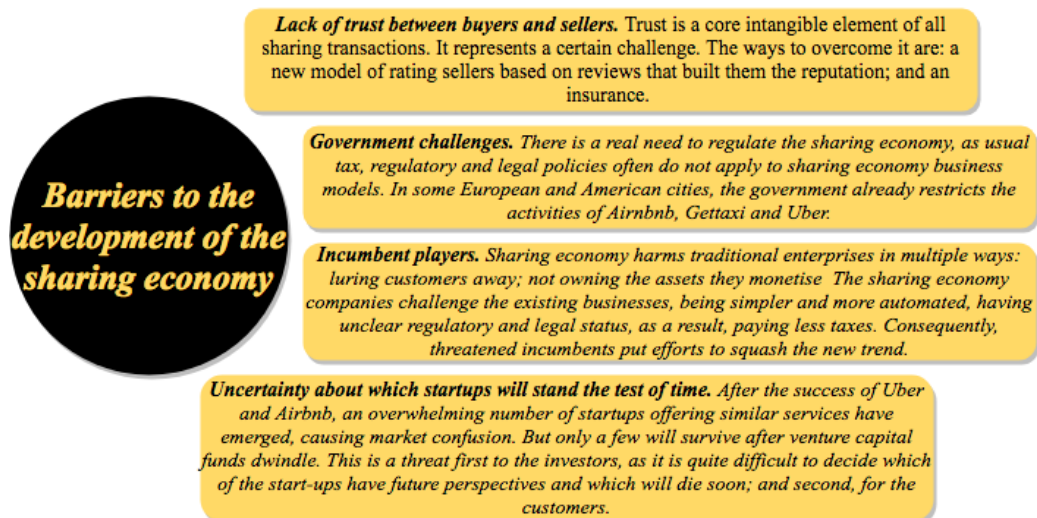 Barriers to the
development of the
sharing economy
Lack of trust between buyers and sellers. Trust is a core intangible element of all
sharing transactions. It represents a certain challenge. The ways to overcome it are: a
new model of rating sellers based on reviews that built them the reputation; and an
insurance.
Government challenges. There is a real need to regulate the sharing economy, as usual
tax, regulatory and legal policies often do not apply to sharing economy business
models. In some European and American cities, the government already restricts the
activities of Airnbnb, Gettaxi and Uber.
Incumbent players. Sharing economy harms traditional enterprises in multiple ways:
luring customers away; not owning the assets they monetise The sharing economy
companies challenge the existing businesses, being simpler and more automated, having
unclear regulatory and legal status, as a result, paying less taxes. Consequently,
threatened incumbents put efforts to squash the new trend.
Uncertainty about which startups will stand the test of time. After the success of Uber
and Airbnb, an overwhelming number of startups offering similar services have
emerged, causing market confusion. But only a few will survive after venture capital
funds dwindle. This is a threat first to the investors, as it is quite difficult to decide which
of the start-ups have future perspectives and which will die soon; and second, for the
customers.